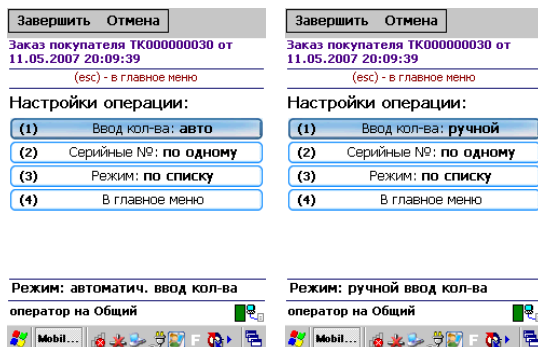 Завершить Отмена
Заказ покупателя ТК000000030 от
11.05.2007 20:09:39
(esc) - в главное меню
Настройки операции:
(1) Ввод кол-ва: авто
(2) Серийные №: по одному
(3) Режим: по списку
(4) В главное меню
Режим: автоматич. ввод кол-ва
оператор на Общий
Mobil...
F
Завершить Отмена
Заказ покупателя ТК000000030 от
11.05.2007 20:09:39
(esc) - в главное меню
Настройки операции:
(1) Ввод кол-ва: ручной
(2) Серийные №: по одному
(3) Режим: по списку
(4) В главное меню
Режим: ручной ввод кол-ва
оператор на Общий
Mobil...
F